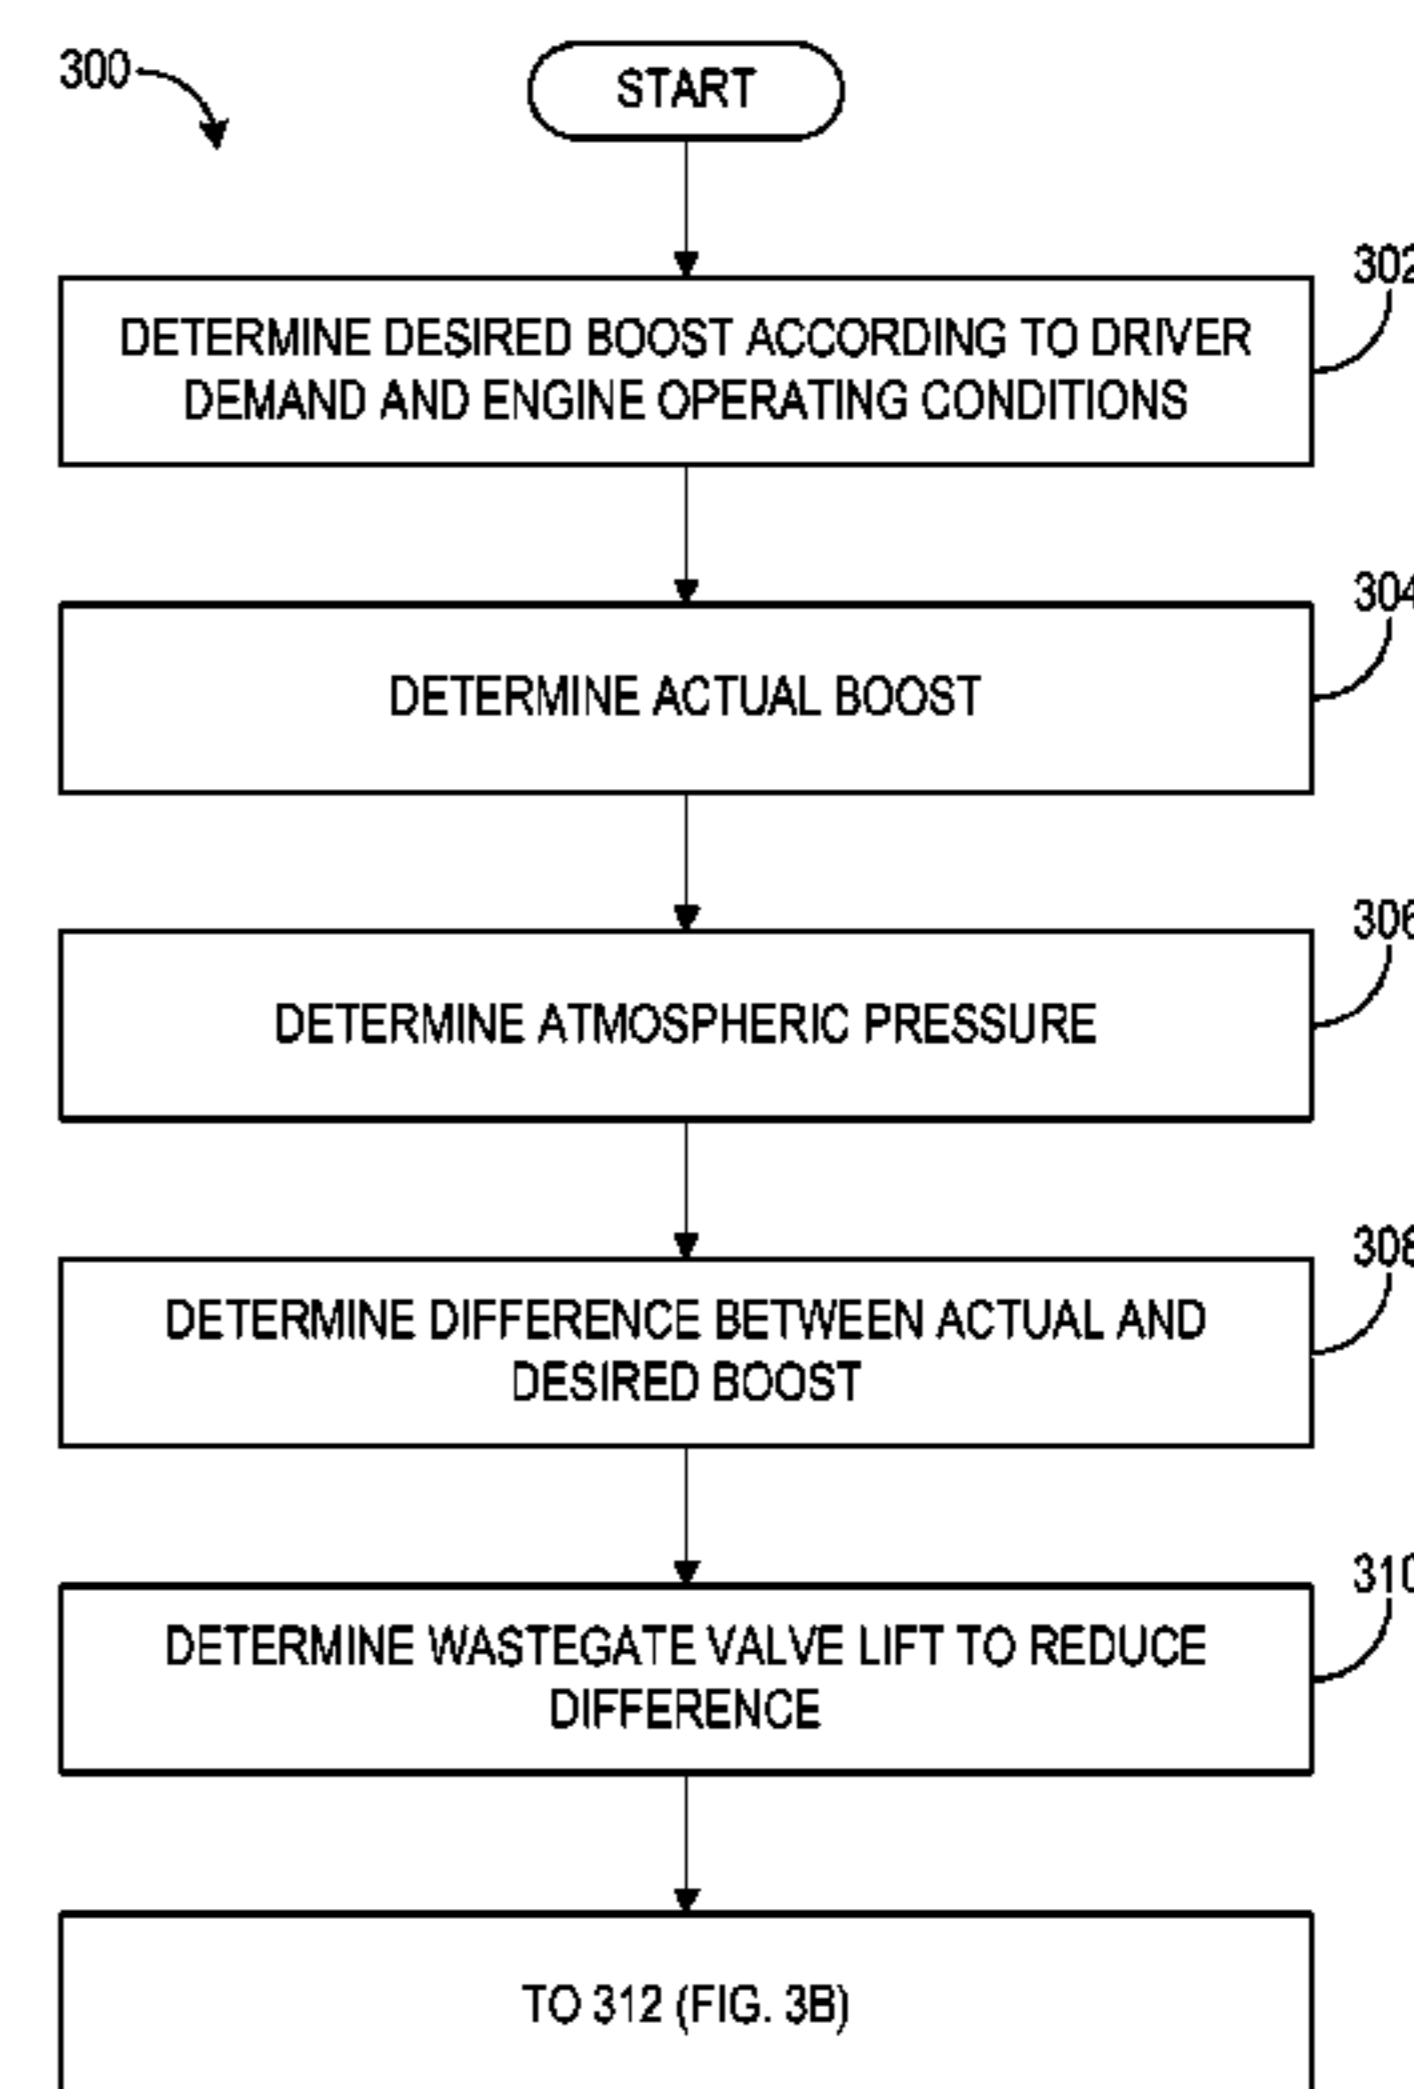 300
START
302
DETERMINE DESIRED BOOST ACCORDING TO DRIVER
DEMAND AND ENGINE OPERATING CONDITIONS
304
DETERMINE ACTUAL BOOST
306
DETERMINE ATMOSPHERIC PRESSURE
308
DETERMINE DIFFERENCE BETWEEN ACTUAL AND
DESIRED BOOST
310
DETERMINE WASTEGATE VALVE LIFT TO REDUCE
DIFFERENCE
TO 312 (FIG. 3B)